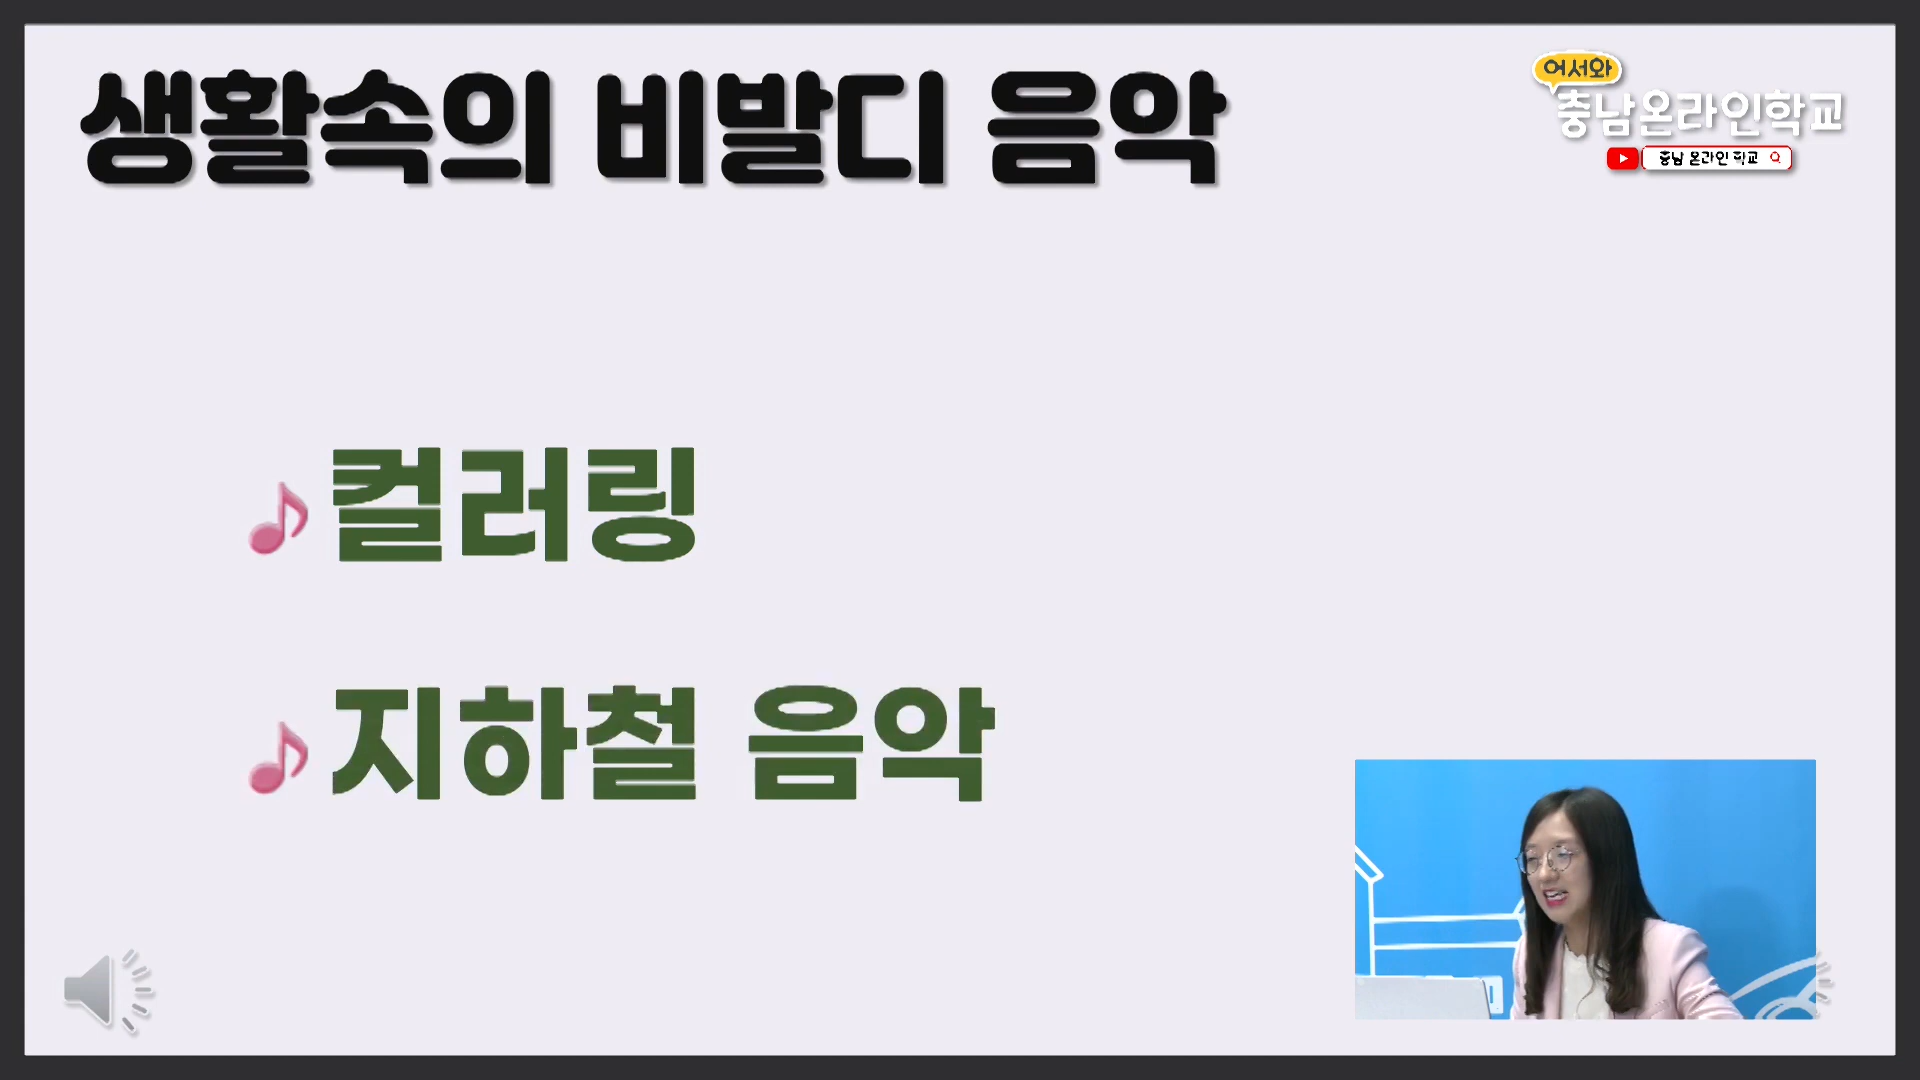 생활속의 비발디 음악
어서와
충남온라인학교
충남 온라인 학교
컬러링
지하철 음악